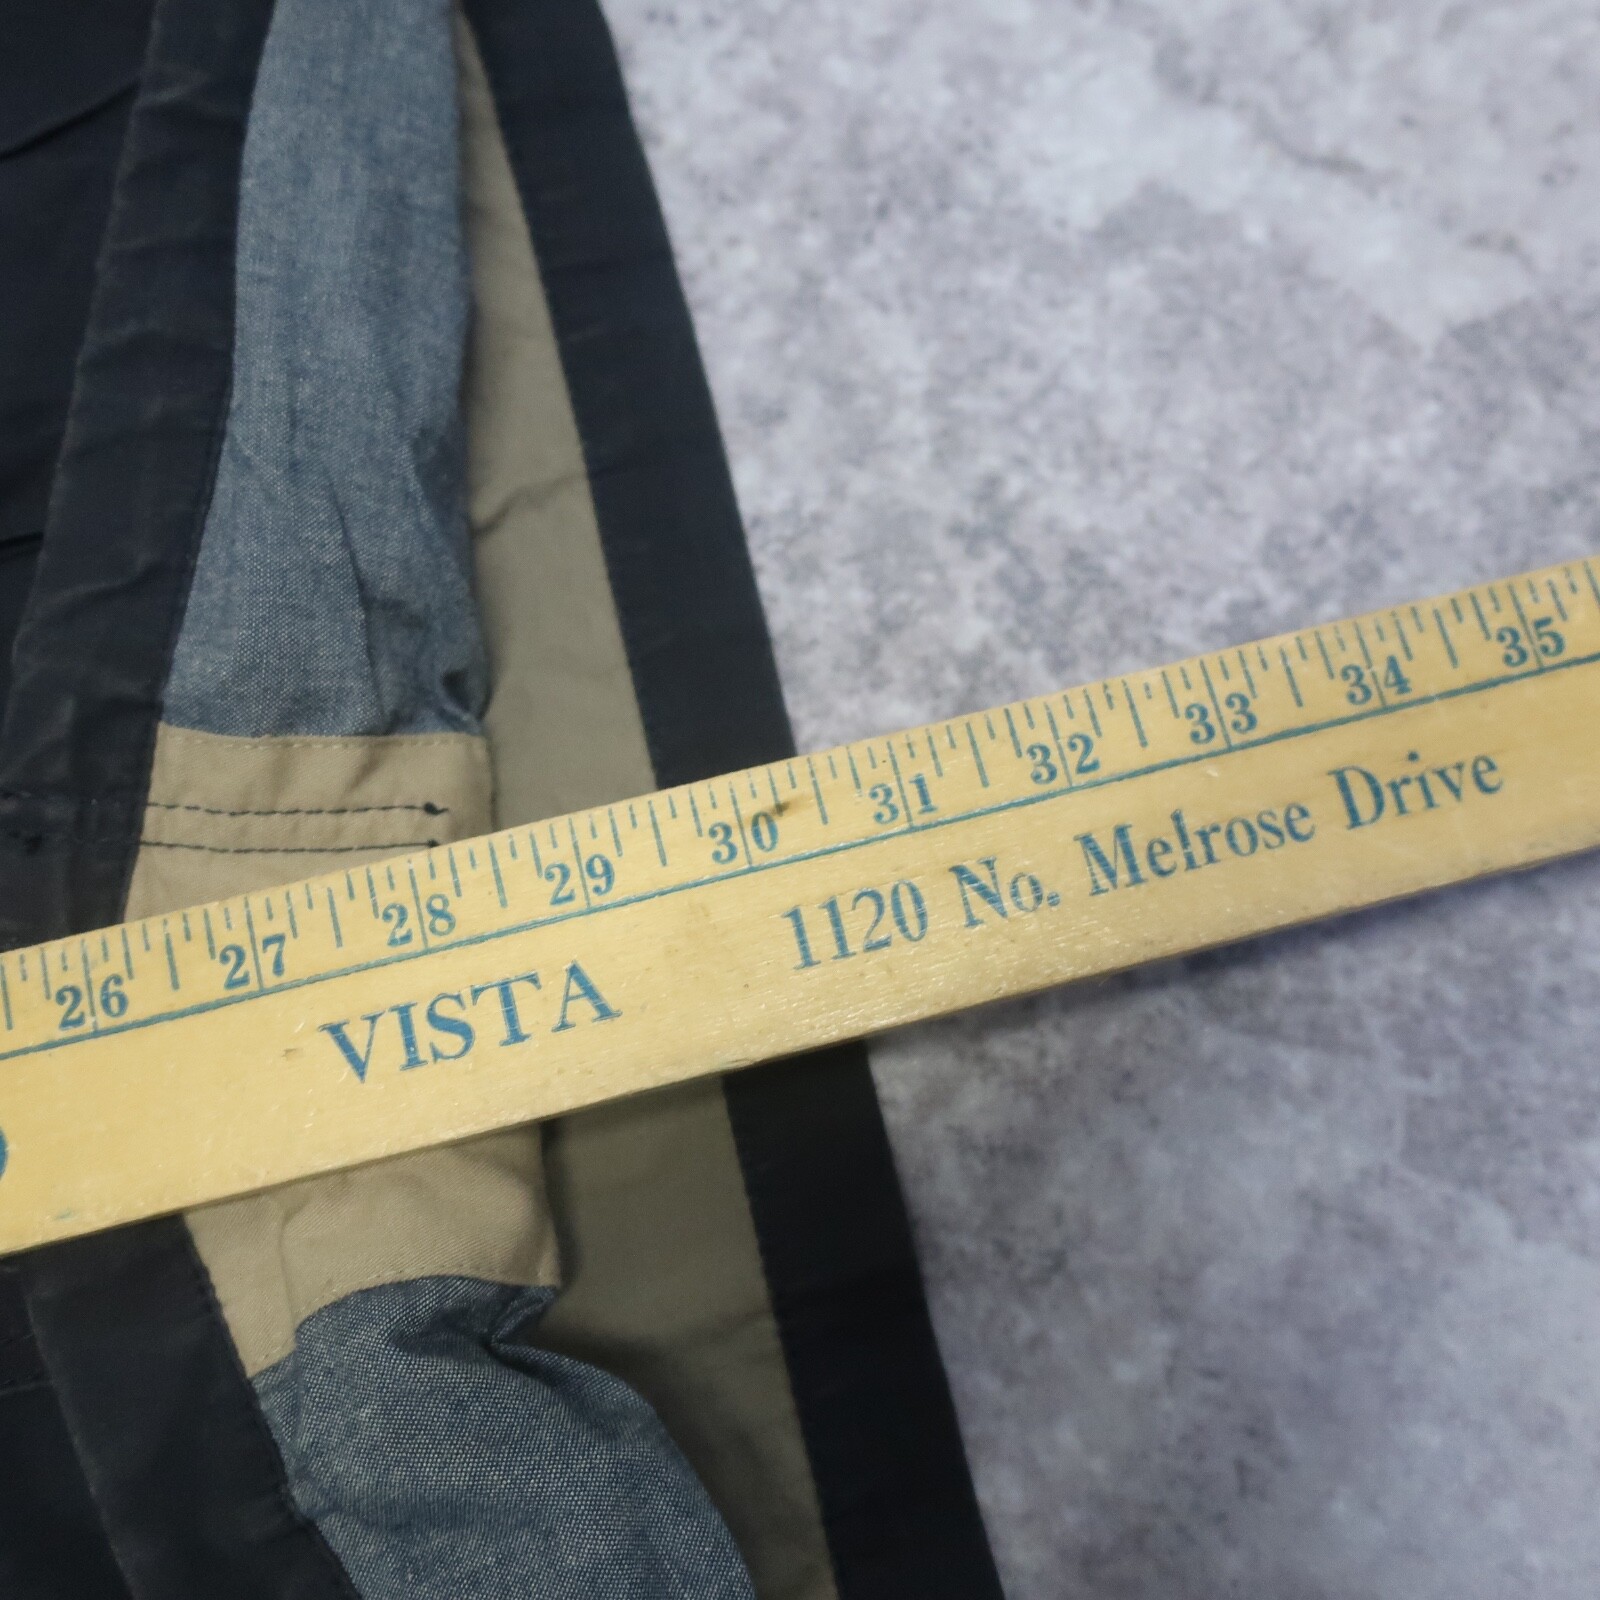 26 27 28 29 30 31 32 33 34 35
VISTA 1120 No. Melrose Drive